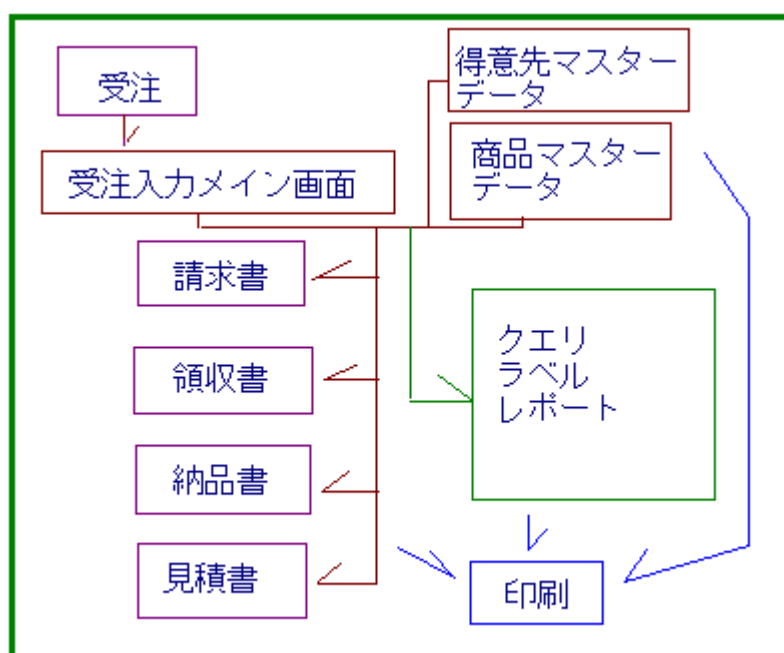 受注
得意先マスター
データ
受注入力メイン画面
商品マスター
データ
請求書
領収書
納品書
見積書
クエリ
ラベル
レポート
印刷